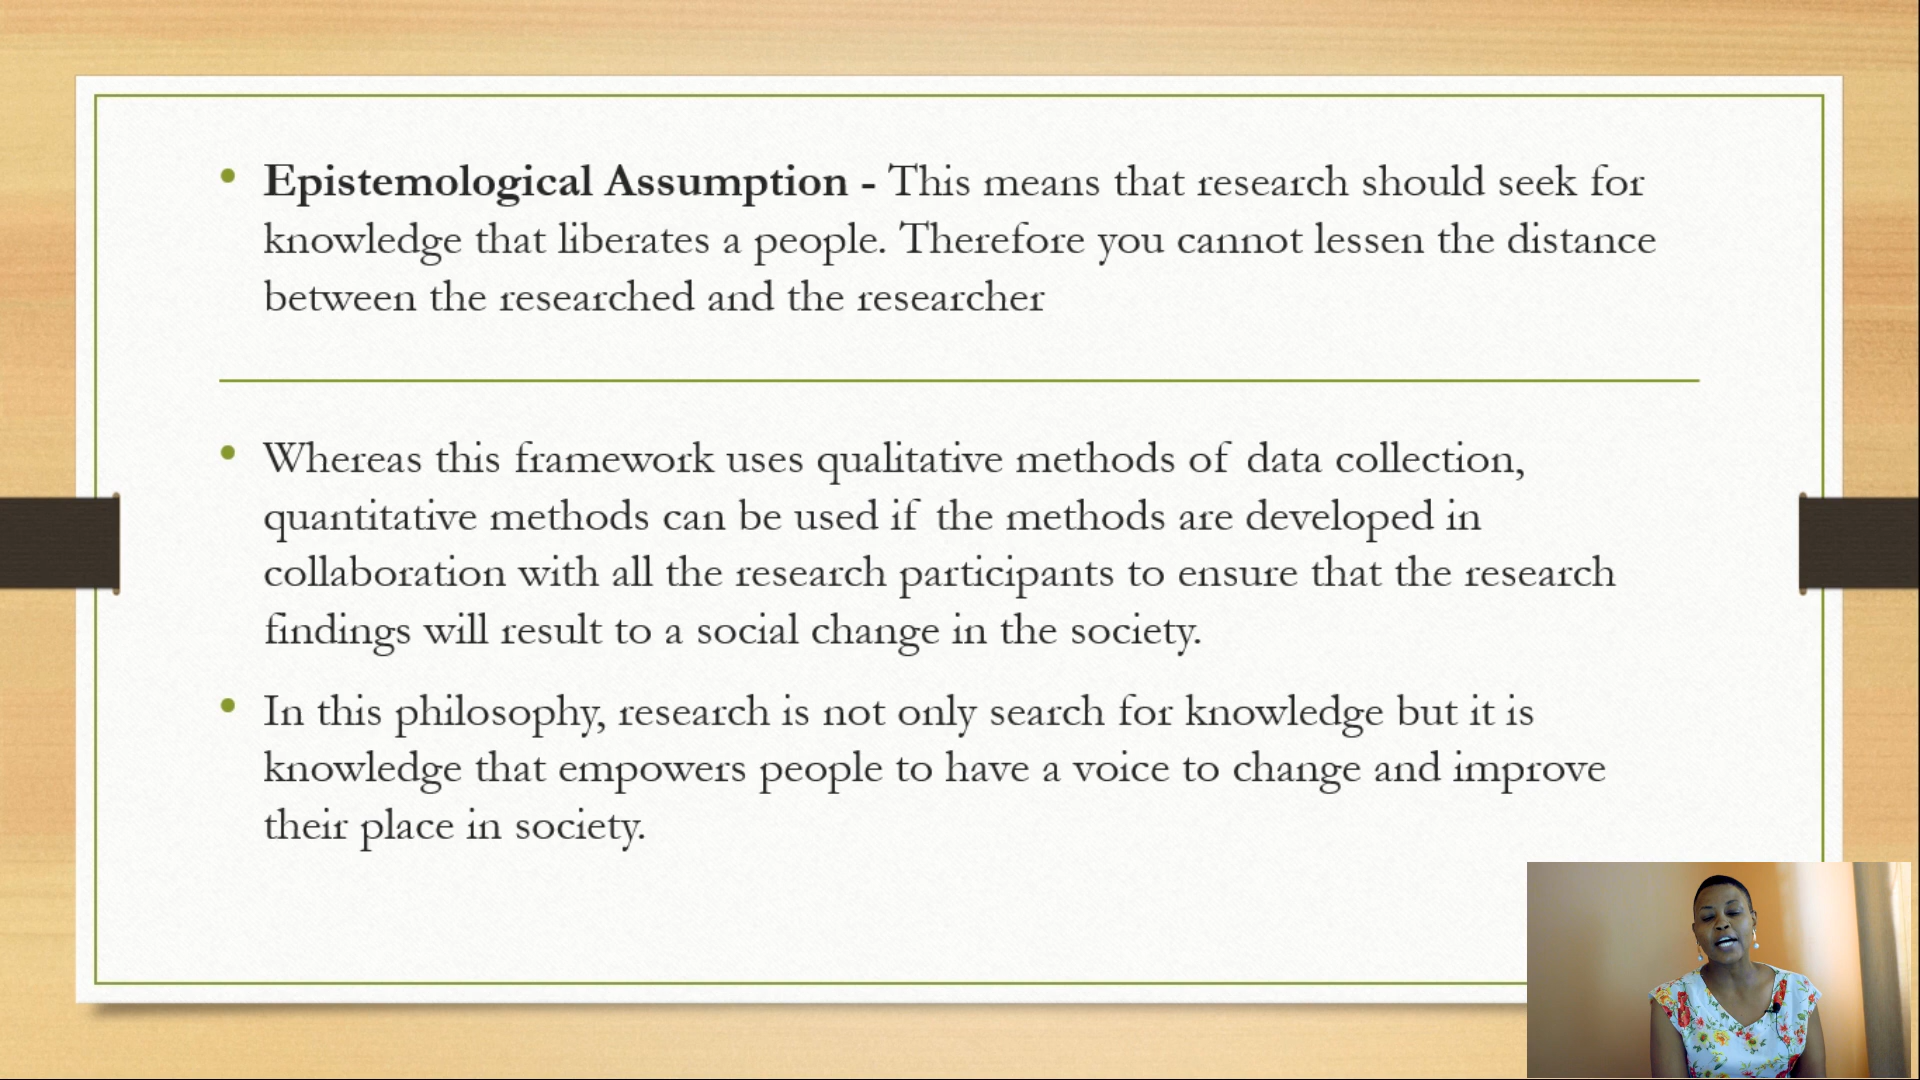 • Epistemological Assumption - This means that research should seek for
knowledge that liberates a people. Therefore you cannot lessen the distance
between the researched and the researcher
• Whereas this framework uses qualitative methods of data collection,
quantitative methods can be used if the methods are developed in
collaboration with all the research participants to ensure that the research
findings will result to a social change in the society.
• In this philosophy, research is not only search for knowledge but it is
knowledge that empowers people to have a voice to change and improve
their place in society.